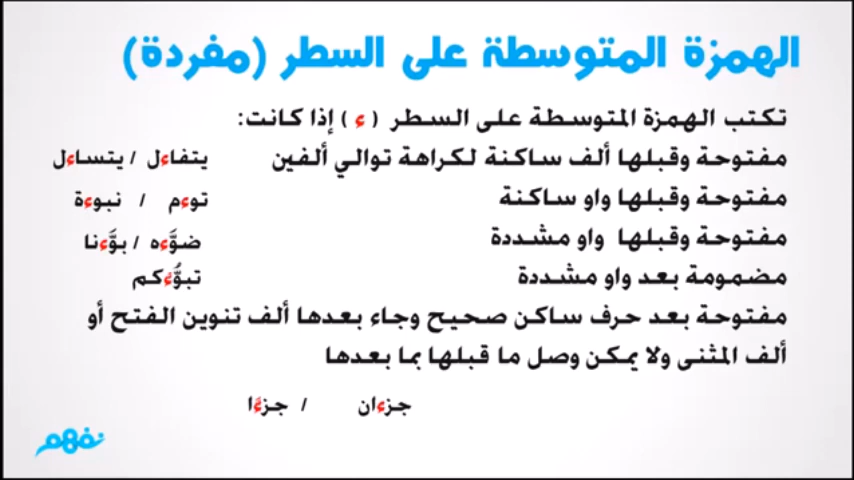 الهمزة المتوسطة على السطر (مفردة)
تكتب الهمزة المتوسطة على السطر ( ء ) إذا كانت:
مفتوحة وقبلها ألف ساكنة لكراهة توالي ألفين يتفاءل / يتساءل
مفتوحة وقبلها واو ساكنة توءم / نبوءة
مفتوحة وقبلها واو مشددة ضوَّءه / بوَّءنا
مضمومة بعد واو مشددة تبوُّءكم
مفتوحة بعد حرف ساكن صحيح وجاء بعدها ألف تنوين الفتح أو
ألف المثنى ولا يمكن وصل ما قبلها بما بعدها
جزءان / جزءًا
نفهم